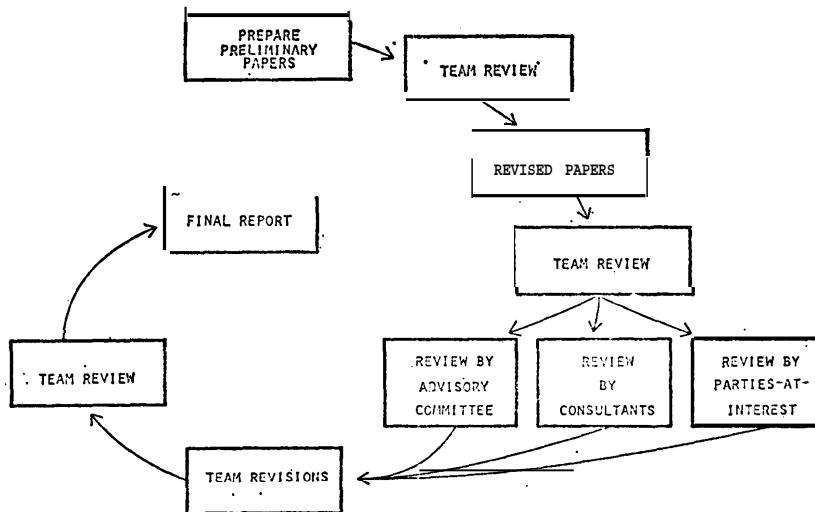 PREPARE
PRELIMINARY
PAPERS
TEAM REVIEW
REVISED PAPERS
FINAL REPORT
TEAM REVIEW
TEAM REVIEW
REVIEW BY
ADVISORY
COMMITTEE
REVIEW
BY
CONSULTANTS
REVIEW BY
PARTIES-AT-
INTEREST
TEAM REVISIONS